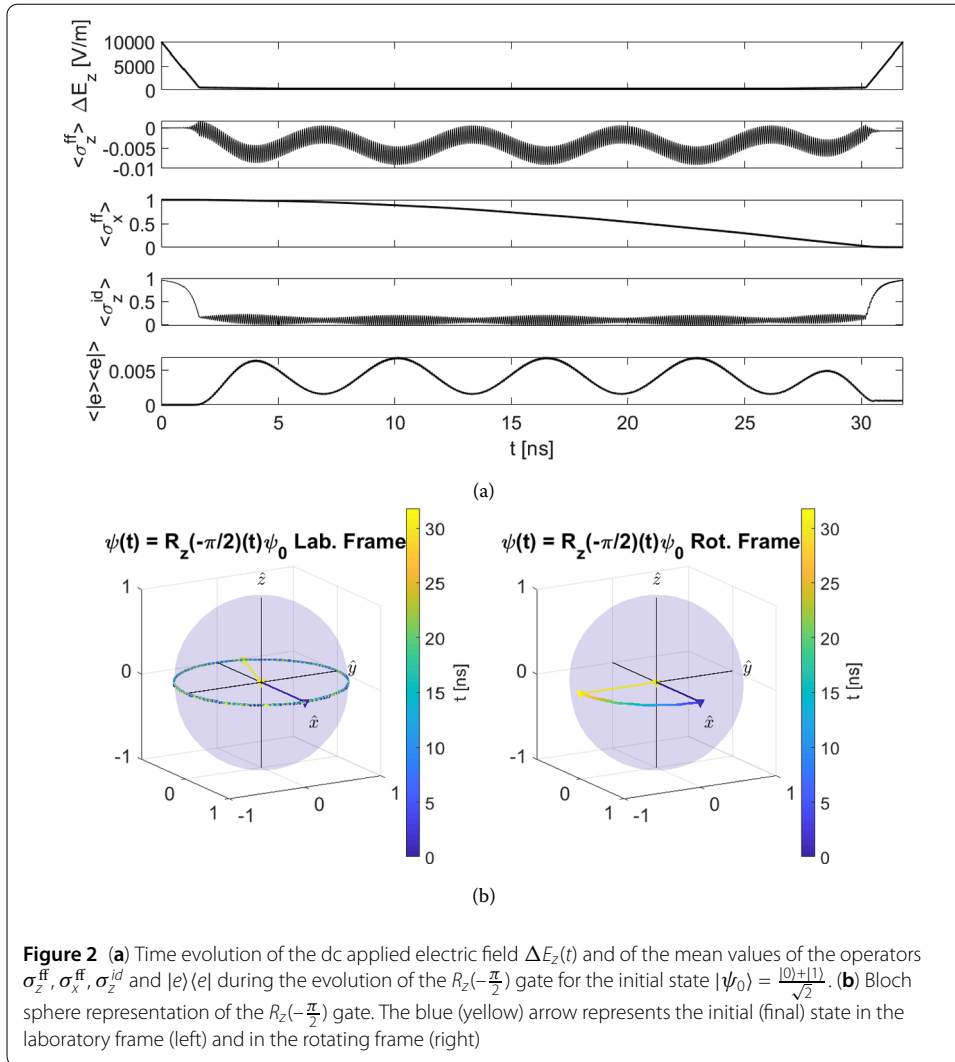 10000
5000
0
ΔE_z [V/m]
0
-0.005
-0.01
<σ_z^ff>
1
0.5
0
<σ_x^ff>
1
0.5
0
<σ_z^id>
0.005
0
<|e><e|>
0 5 10 15 20 25 30
t [ns]
(a)
ψ(t) = R_z(-π/2)(t)ψ_0 Lab. Frame
1
0
-1
ẑ
ŷ
x̂
1 0 -1
0
1
30
25
20
15
10
5
0
t [ns]
ψ(t) = R_z(-π/2)(t)ψ_0 Rot. Frame
1
0
-1
ẑ
ŷ
x̂
1 0 -1
0
1
30
25
20
15
10
5
0
t [ns]
(b)
Figure 2 (a) Time evolution of the dc applied electric field ΔE_z(t) and of the mean values of the operators
σ_z^ff, σ_x^ff, σ_z^id and |e⟩⟨e| during the evolution of the R_z(−π/2) gate for the initial state |ψ_0⟩ = (|0⟩+|1⟩)/√2. (b) Bloch
sphere representation of the R_z(−π/2) gate. The blue (yellow) arrow represents the initial (final) state in the
laboratory frame (left) and in the rotating frame (right)